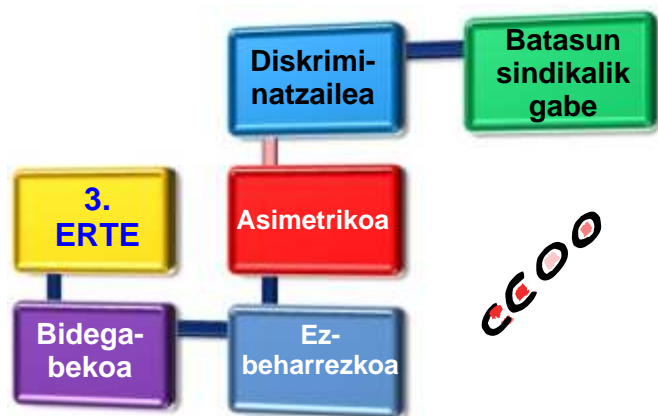 Diskrimi-
natzailea
Batasun
sindikalik
gabe
3.
ERTE
Asimetrikoa
Bidega-
bekoa
Ez-
beharrezkoa
CCOO